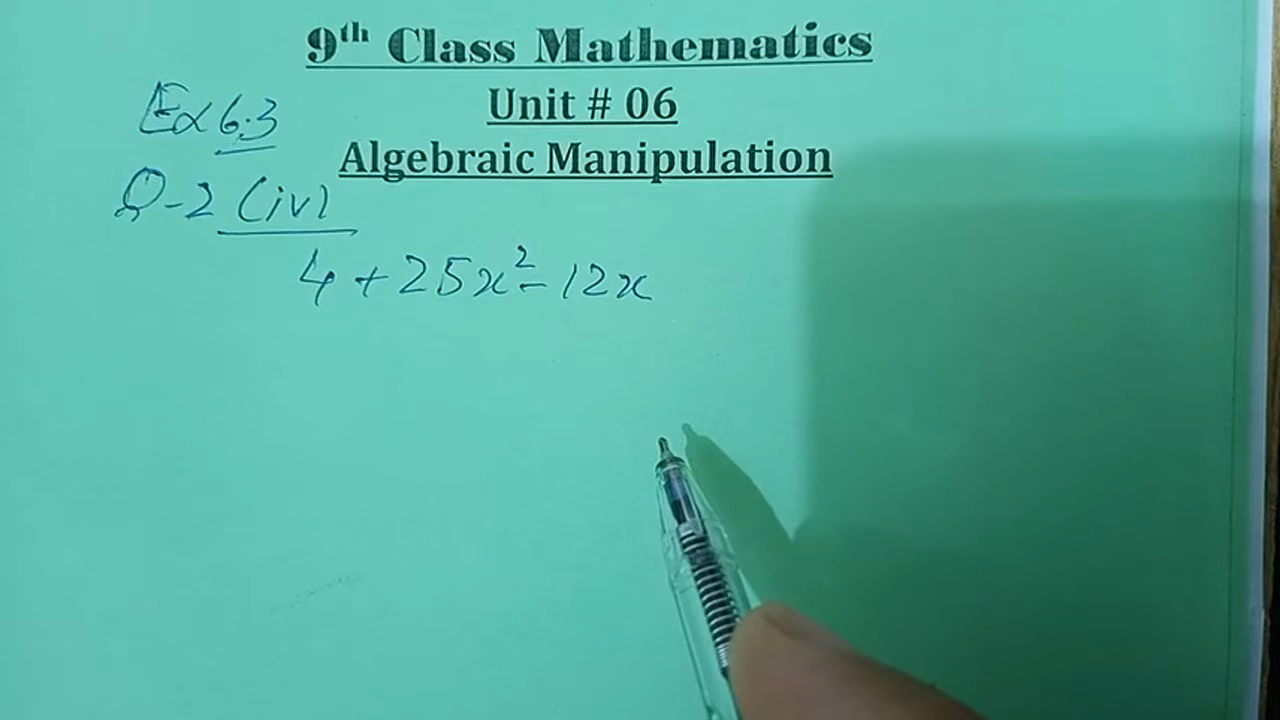 9th Class Mathematics
Unit # 06
Algebraic Manipulation
Ex 6.3
Q-2 (iv)
4 + 25x² - 12x